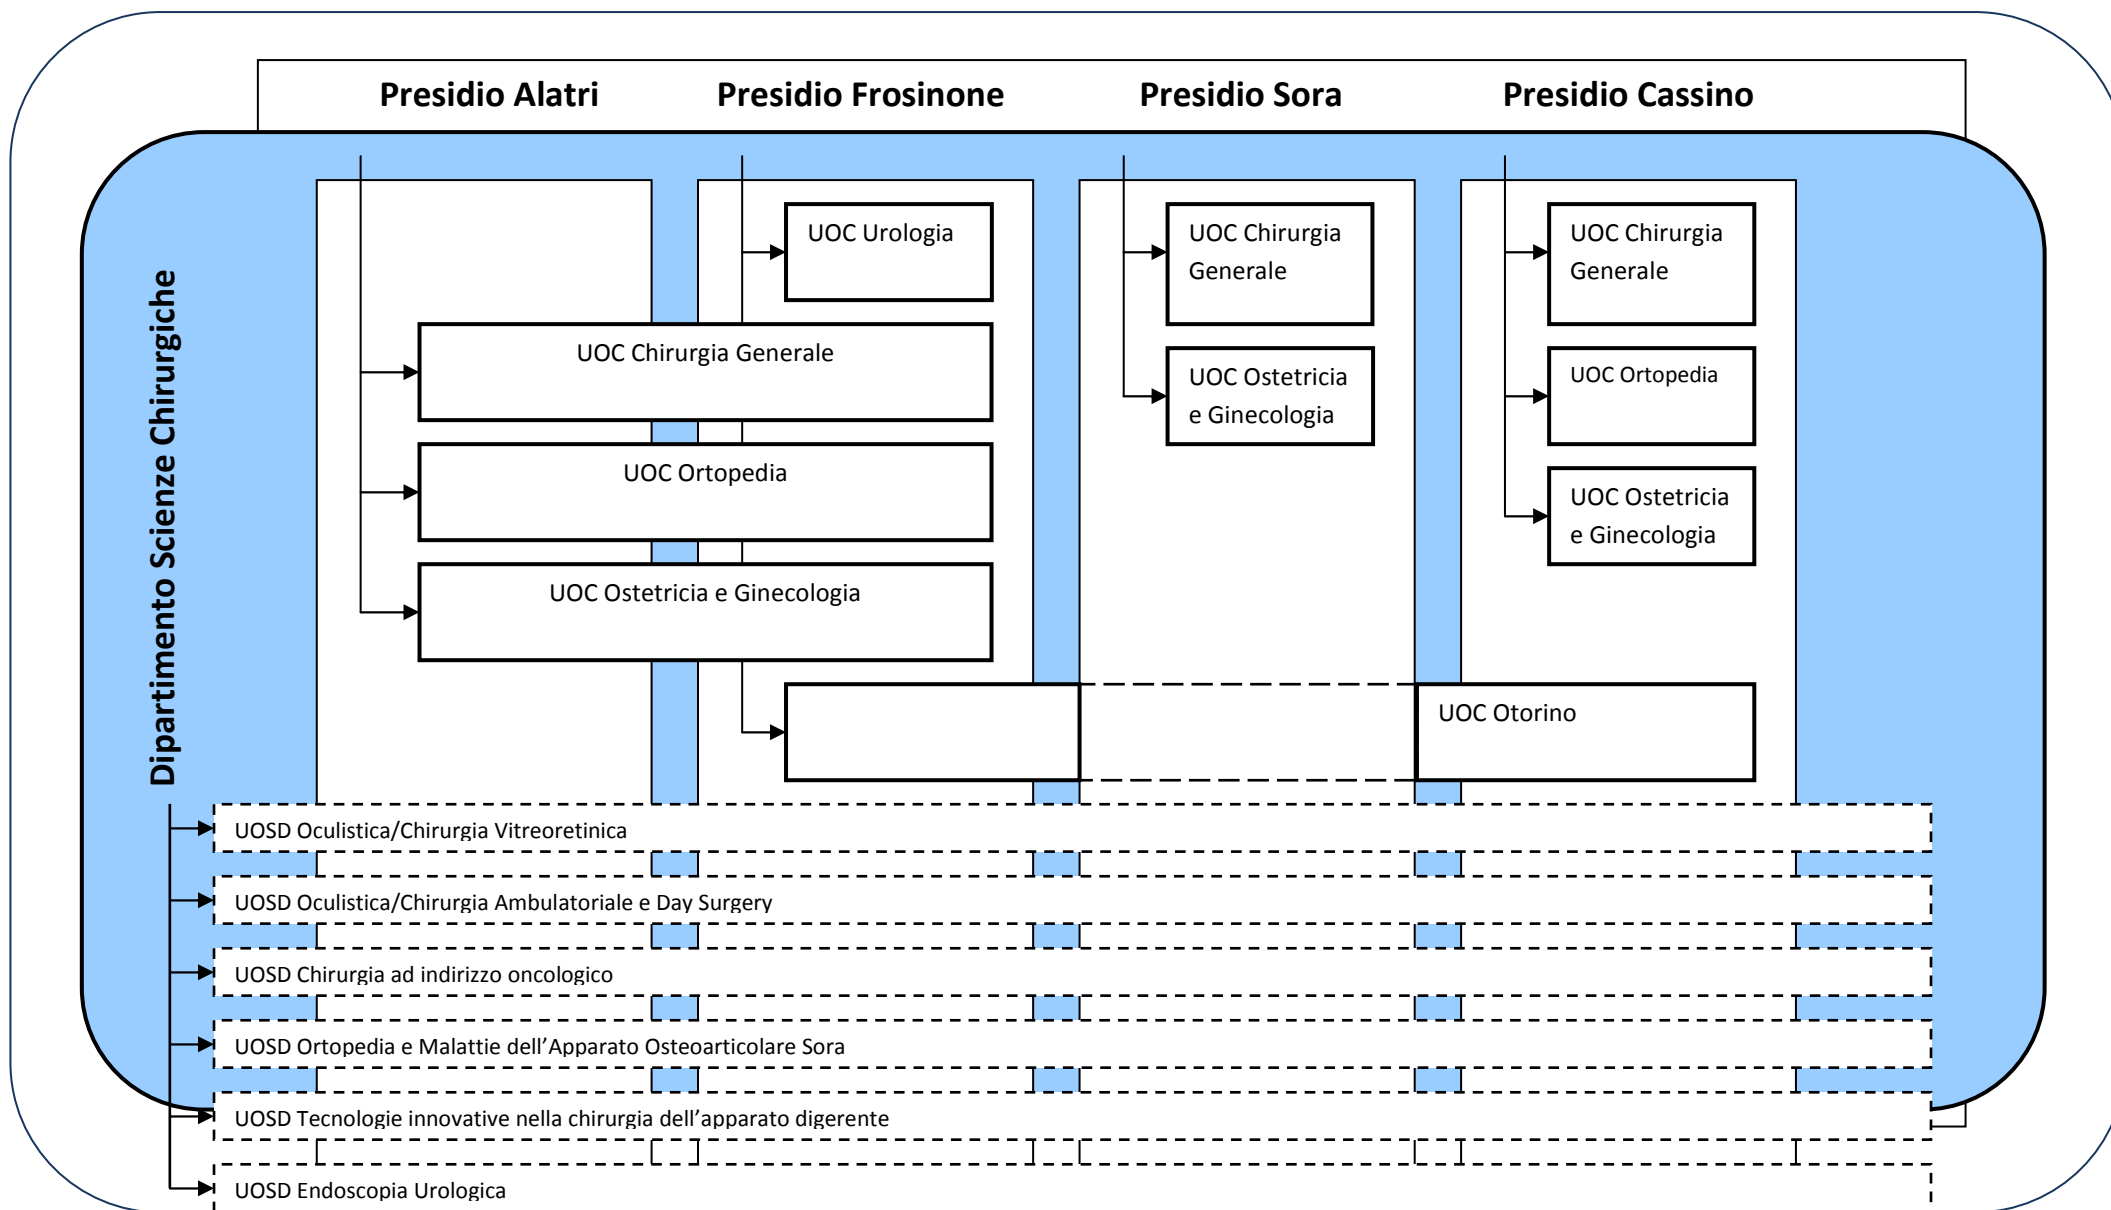 Presidio Alatri
Presidio Frosinone
Presidio Sora
Presidio Cassino
Dipartimento Scienze Chirurgiche
UOC Urologia
UOC Chirurgia
Generale
UOC Chirurgia
Generale
UOC Chirurgia Generale
UOC Ostetricia
e Ginecologia
UOC Ortopedia
UOC Ortopedia
UOC Ostetricia
e Ginecologia
UOC Ostetricia e Ginecologia
UOC Otorino
UOSD Oculistica/Chirurgia Vitreoretinica
UOSD Oculistica/Chirurgia Ambulatoriale e Day Surgery
UOSD Chirurgia ad indirizzo oncologico
UOSD Ortopedia e Malattie dell’Apparato Osteoarticolare Sora
UOSD Tecnologie innovative nella chirurgia dell’apparato digerente
UOSD Endoscopia Urologica